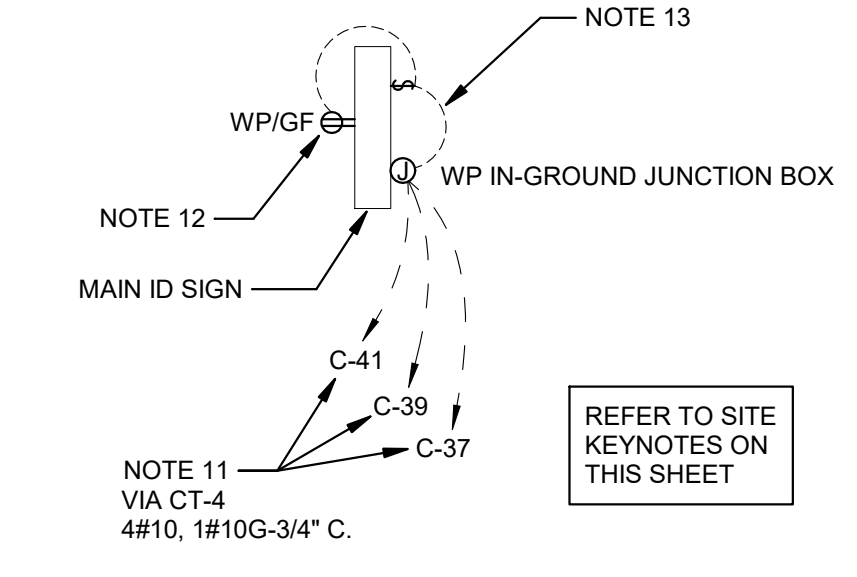 NOTE 13
S
WP/GF
J
WP IN-GROUND JUNCTION BOX
NOTE 12
MAIN ID SIGN
C-41
C-39
C-37
NOTE 11
VIA CT-4
4#10, 1#10G-3/4" C.
REFER TO SITE
KEYNOTES ON
THIS SHEET